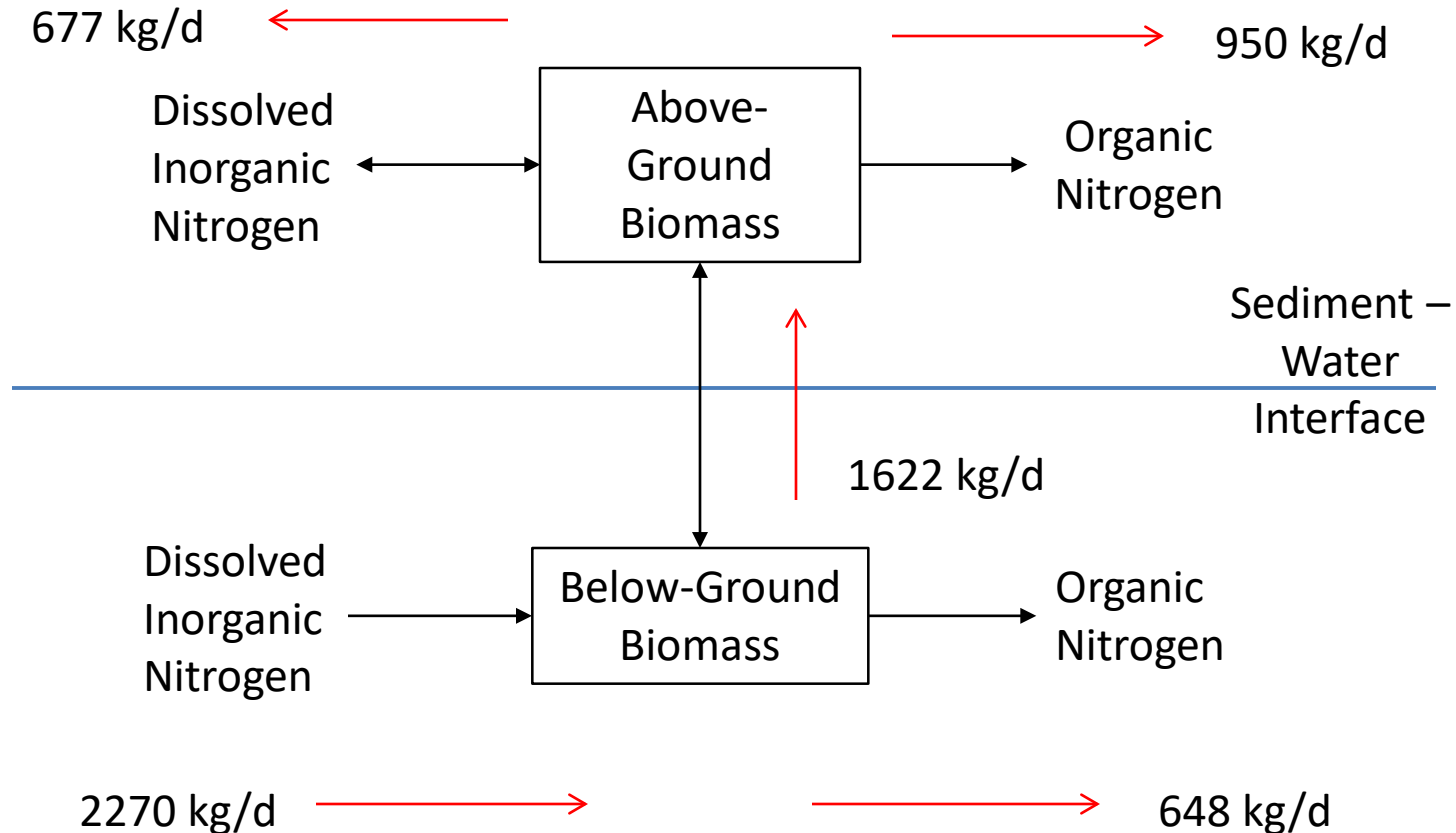 677 kg/d
950 kg/d
Dissolved
Inorganic
Nitrogen
Above-
Ground
Biomass
Organic
Nitrogen
Sediment –
Water
Interface
1622 kg/d
Dissolved
Inorganic
Nitrogen
Below-Ground
Biomass
Organic
Nitrogen
2270 kg/d
648 kg/d